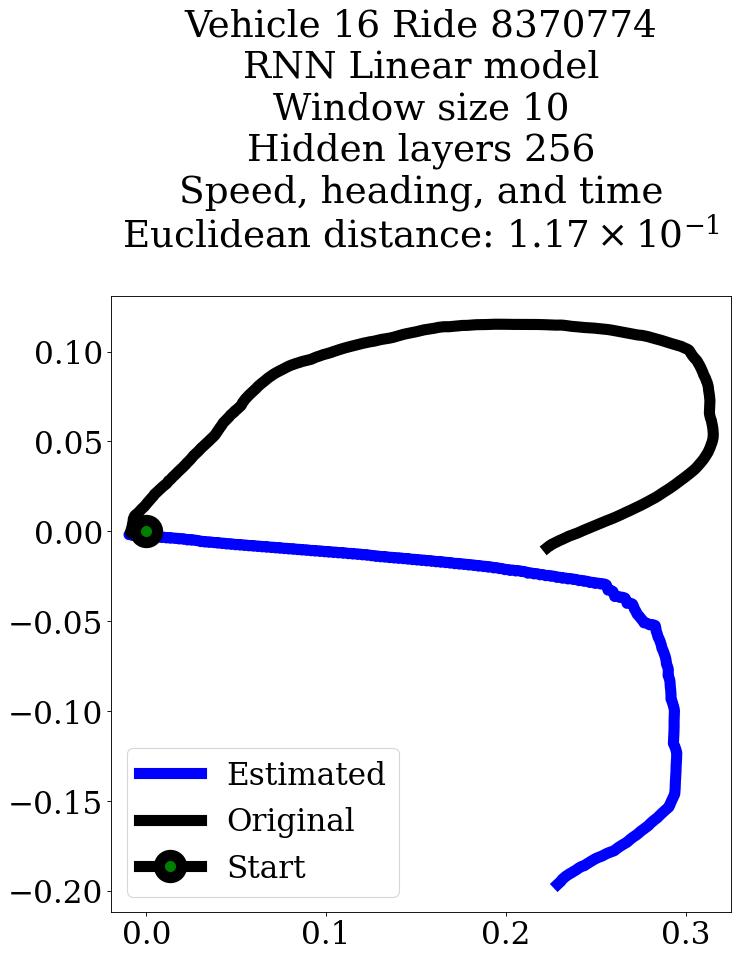 Vehicle 16 Ride 8370774
RNN Linear model
Window size 10
Hidden layers 256
Speed, heading, and time
Euclidean distance: 1.17 × 10⁻¹
0.10
0.05
0.00
−0.05
−0.10
−0.15
−0.20
Estimated
Original
Start
0.0 0.1 0.2 0.3